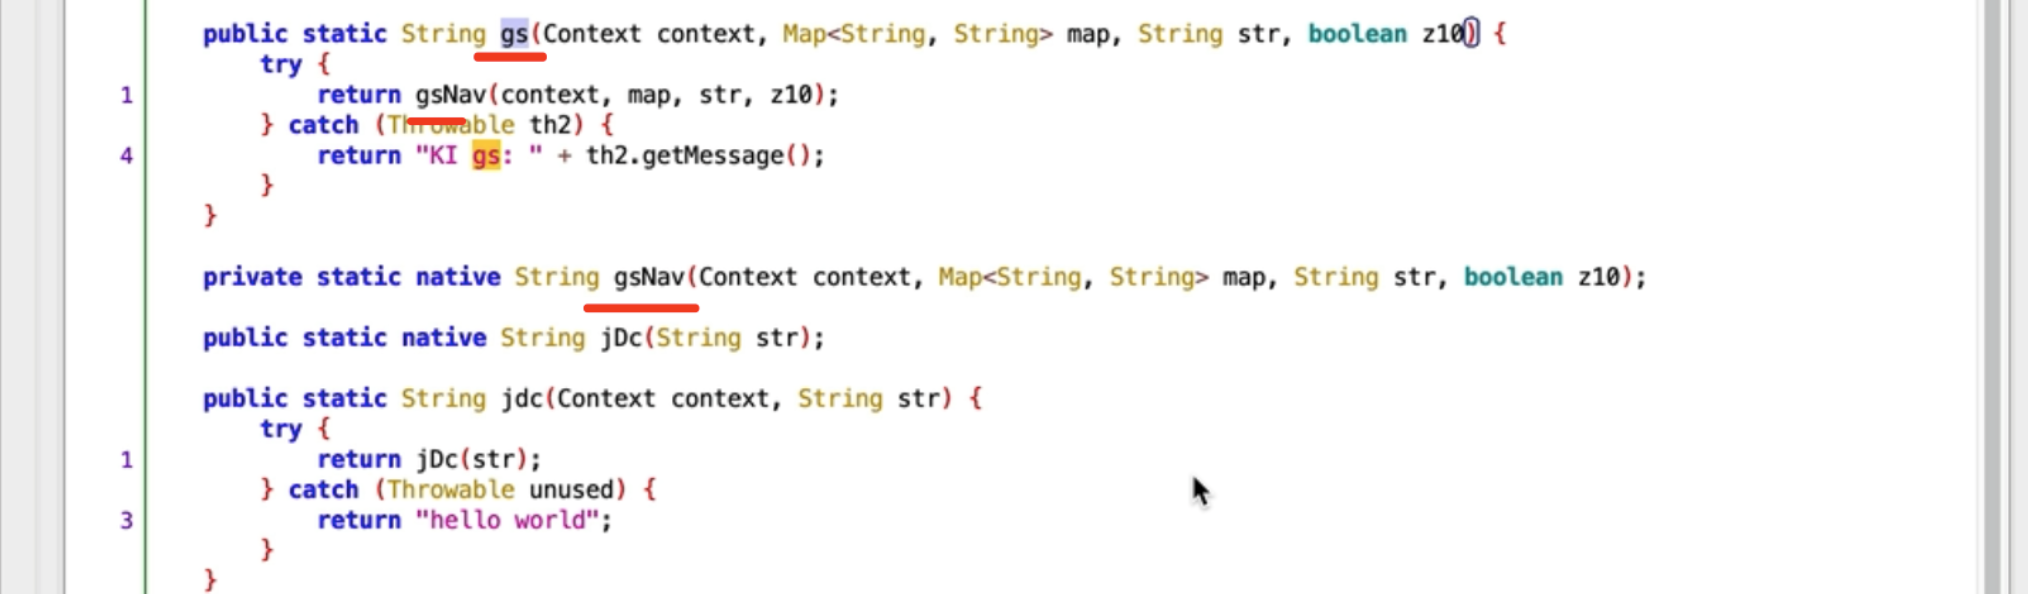 public static String gs(Context context, Map<String, String> map, String str, boolean z10) {
try {
1 return gsNav(context, map, str, z10);
} catch (Throwable th2) {
4 return "KI gs: " + th2.getMessage();
}
}
private static native String gsNav(Context context, Map<String, String> map, String str, boolean z10);
public static native String jDc(String str);
public static String jdc(Context context, String str) {
try {
1 return jDc(str);
} catch (Throwable unused) {
3 return "hello world";
}
}